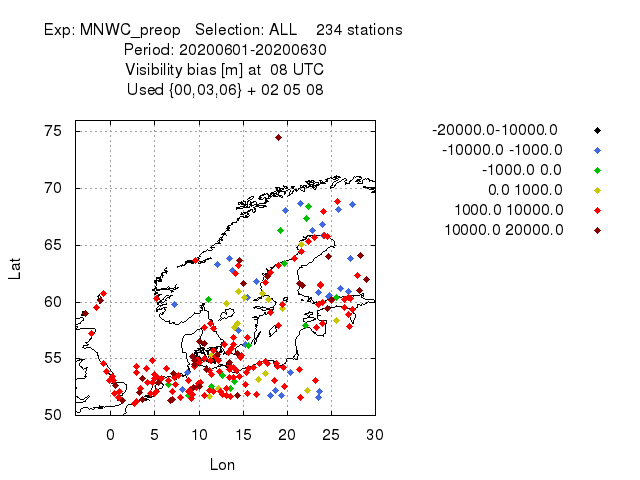 Exp: MNWC_preop   Selection: ALL    234 stations
Period: 20200601-20200630
Visibility bias [m] at  08 UTC
Used {00,03,06} + 02 05 08
-20000.0-10000.0
-10000.0 -1000.0
-1000.0 0.0
0.0 1000.0
1000.0 10000.0
10000.0 20000.0
75
70
65
60
55
50
Lat
0 5 10 15 20 25 30
Lon